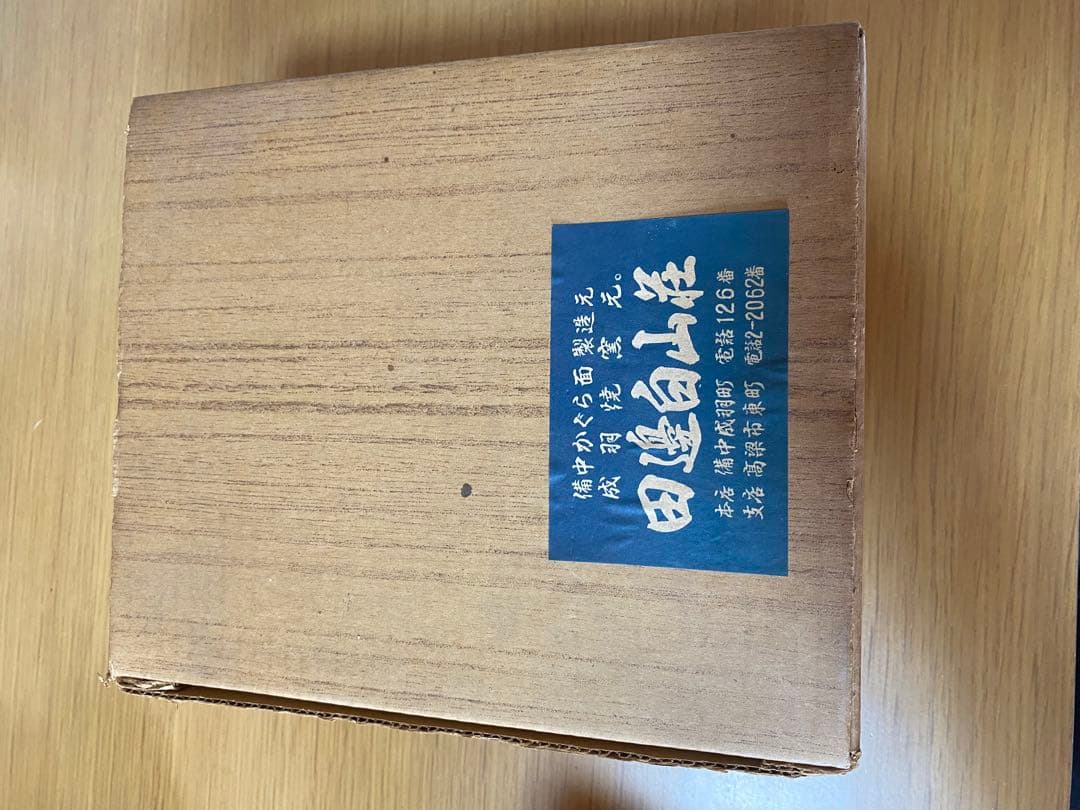 備中かぐら面製造元
成羽焼窯元。
田邊白山荘
本店 備中成羽町 電話126番
支店 高梁市東町 電話2-2062番